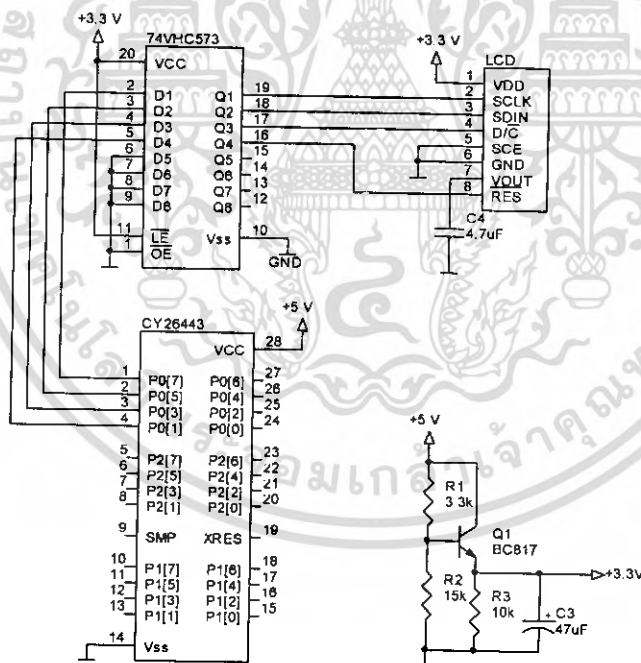 +3.3 V
74VHC573
20 VCC
2 D1 Q1 19
3 D2 Q2 18
4 D3 Q3 17
5 D4 Q4 16
6 D5 Q5 15
7 D6 Q6 14
8 D7 Q7 13
9 D8 Q8 12
11 LE Vss 10
1 OE
GND
+3.3 V
LCD
1 VDD
2 SCLK
3 SDIN
4 D/C
5 SCE
6 GND
7 VOUT
8 RES
C4
4.7uF
CY26443
+5 V
VCC 28
1 P0[7] P0[6] 27
2 P0[5] P0[4] 26
3 P0[3] P0[2] 25
4 P0[1] P0[0] 24
5 P2[7] P2[6] 23
6 P2[5] P2[4] 22
7 P2[3] P2[2] 21
8 P2[1] P2[0] 20
9 SMP XRES 19
10 P1[7] P1[6] 18
11 P1[5] P1[4] 17
12 P1[3] P1[2] 16
13 P1[1] P1[0] 15
14 Vss
+5 V
R1
3.3k
Q1
BC817
+3.3V
R2
15k
R3
10k
+ C3
47uF